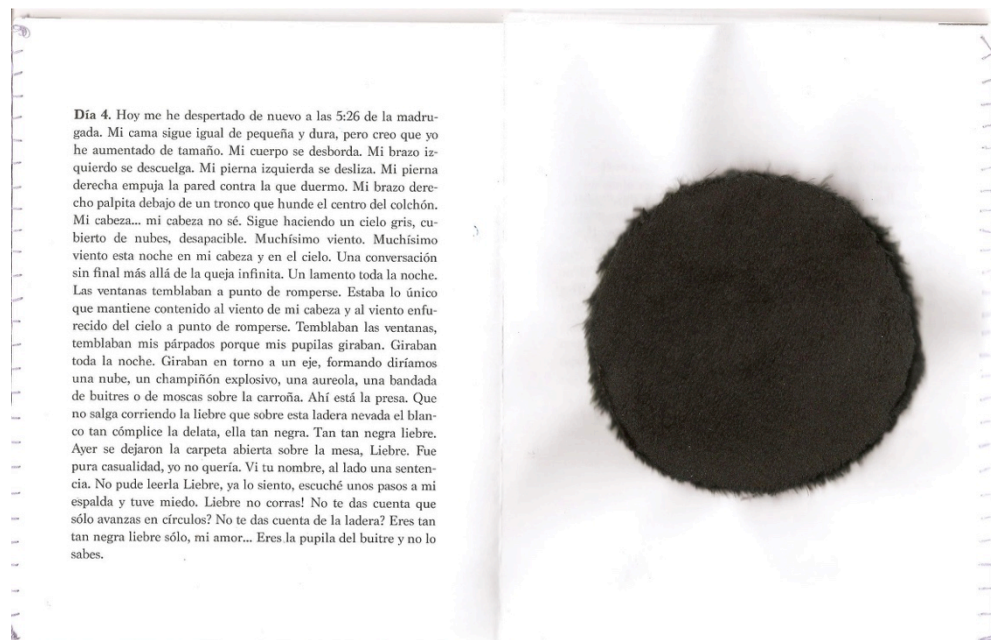 Día 4. Hoy me he despertado de nuevo a las 5:26 de la madru-
gada. Mi cama sigue igual de pequeña y dura, pero creo que yo
he aumentado de tamaño. Mi cuerpo se desborda. Mi brazo iz-
quierdo se descuelga. Mi pierna izquierda se desliza. Mi pierna
derecha empuja la pared contra la que duermo. Mi brazo dere-
cho palpita debajo de un tronco que hunde el centro del colchón.
Mi cabeza... mi cabeza no sé. Sigue haciendo un cielo gris, cu-
bierto de nubes, desapacible. Muchísimo viento. Muchísimo
viento esta noche en mi cabeza y en el cielo. Una conversación
sin final más allá de la queja infinita. Un lamento toda la noche.
Las ventanas temblaban a punto de romperse. Estaba lo único
que mantiene contenido al viento de mi cabeza y al viento enfu-
recido del cielo a punto de romperse. Temblaban las ventanas,
temblaban mis párpados porque mis pupilas giraban. Giraban
toda la noche. Giraban en torno a un eje, formando diríamos
una nube, un champiñón explosivo, una aureola, una bandada
de buitres o de moscas sobre la carroña. Ahí está la presa. Que
no salga corriendo la liebre que sobre esta ladera nevada el blan-
co tan cómplice la delata, ella tan negra. Tan tan negra liebre.
Ayer se dejaron la carpeta abierta sobre la mesa, Liebre. Fue
pura casualidad, yo no quería. Vi tu nombre, al lado una senten-
cia. No pude leerla Liebre, ya lo siento, escuché unos pasos a mi
espalda y tuve miedo. Liebre no corras! No te das cuenta que
sólo avanzas en círculos? No te das cuenta de la ladera? Eres tan
tan negra liebre sólo, mi amor... Eres la pupila del buitre y no lo
sabes.